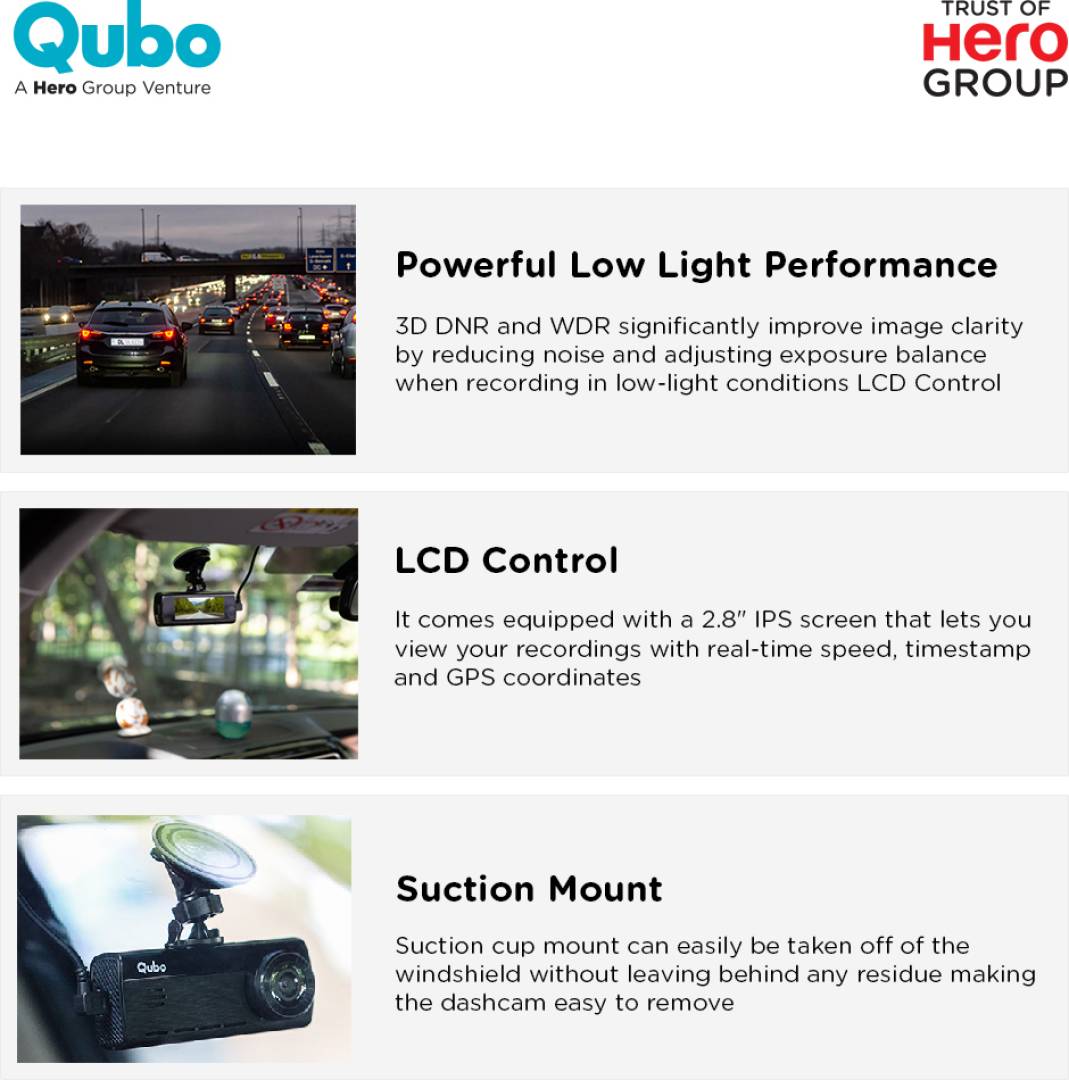 Qubo
A Hero Group Venture
TRUST OF
Hero
GROUP
Powerful Low Light Performance
3D DNR and WDR significantly improve image clarity
by reducing noise and adjusting exposure balance
when recording in low-light conditions LCD Control
LCD Control
It comes equipped with a 2.8" IPS screen that lets you
view your recordings with real-time speed, timestamp
and GPS coordinates
Qubo
Suction Mount
Suction cup mount can easily be taken off of the
windshield without leaving behind any residue making
the dashcam easy to remove